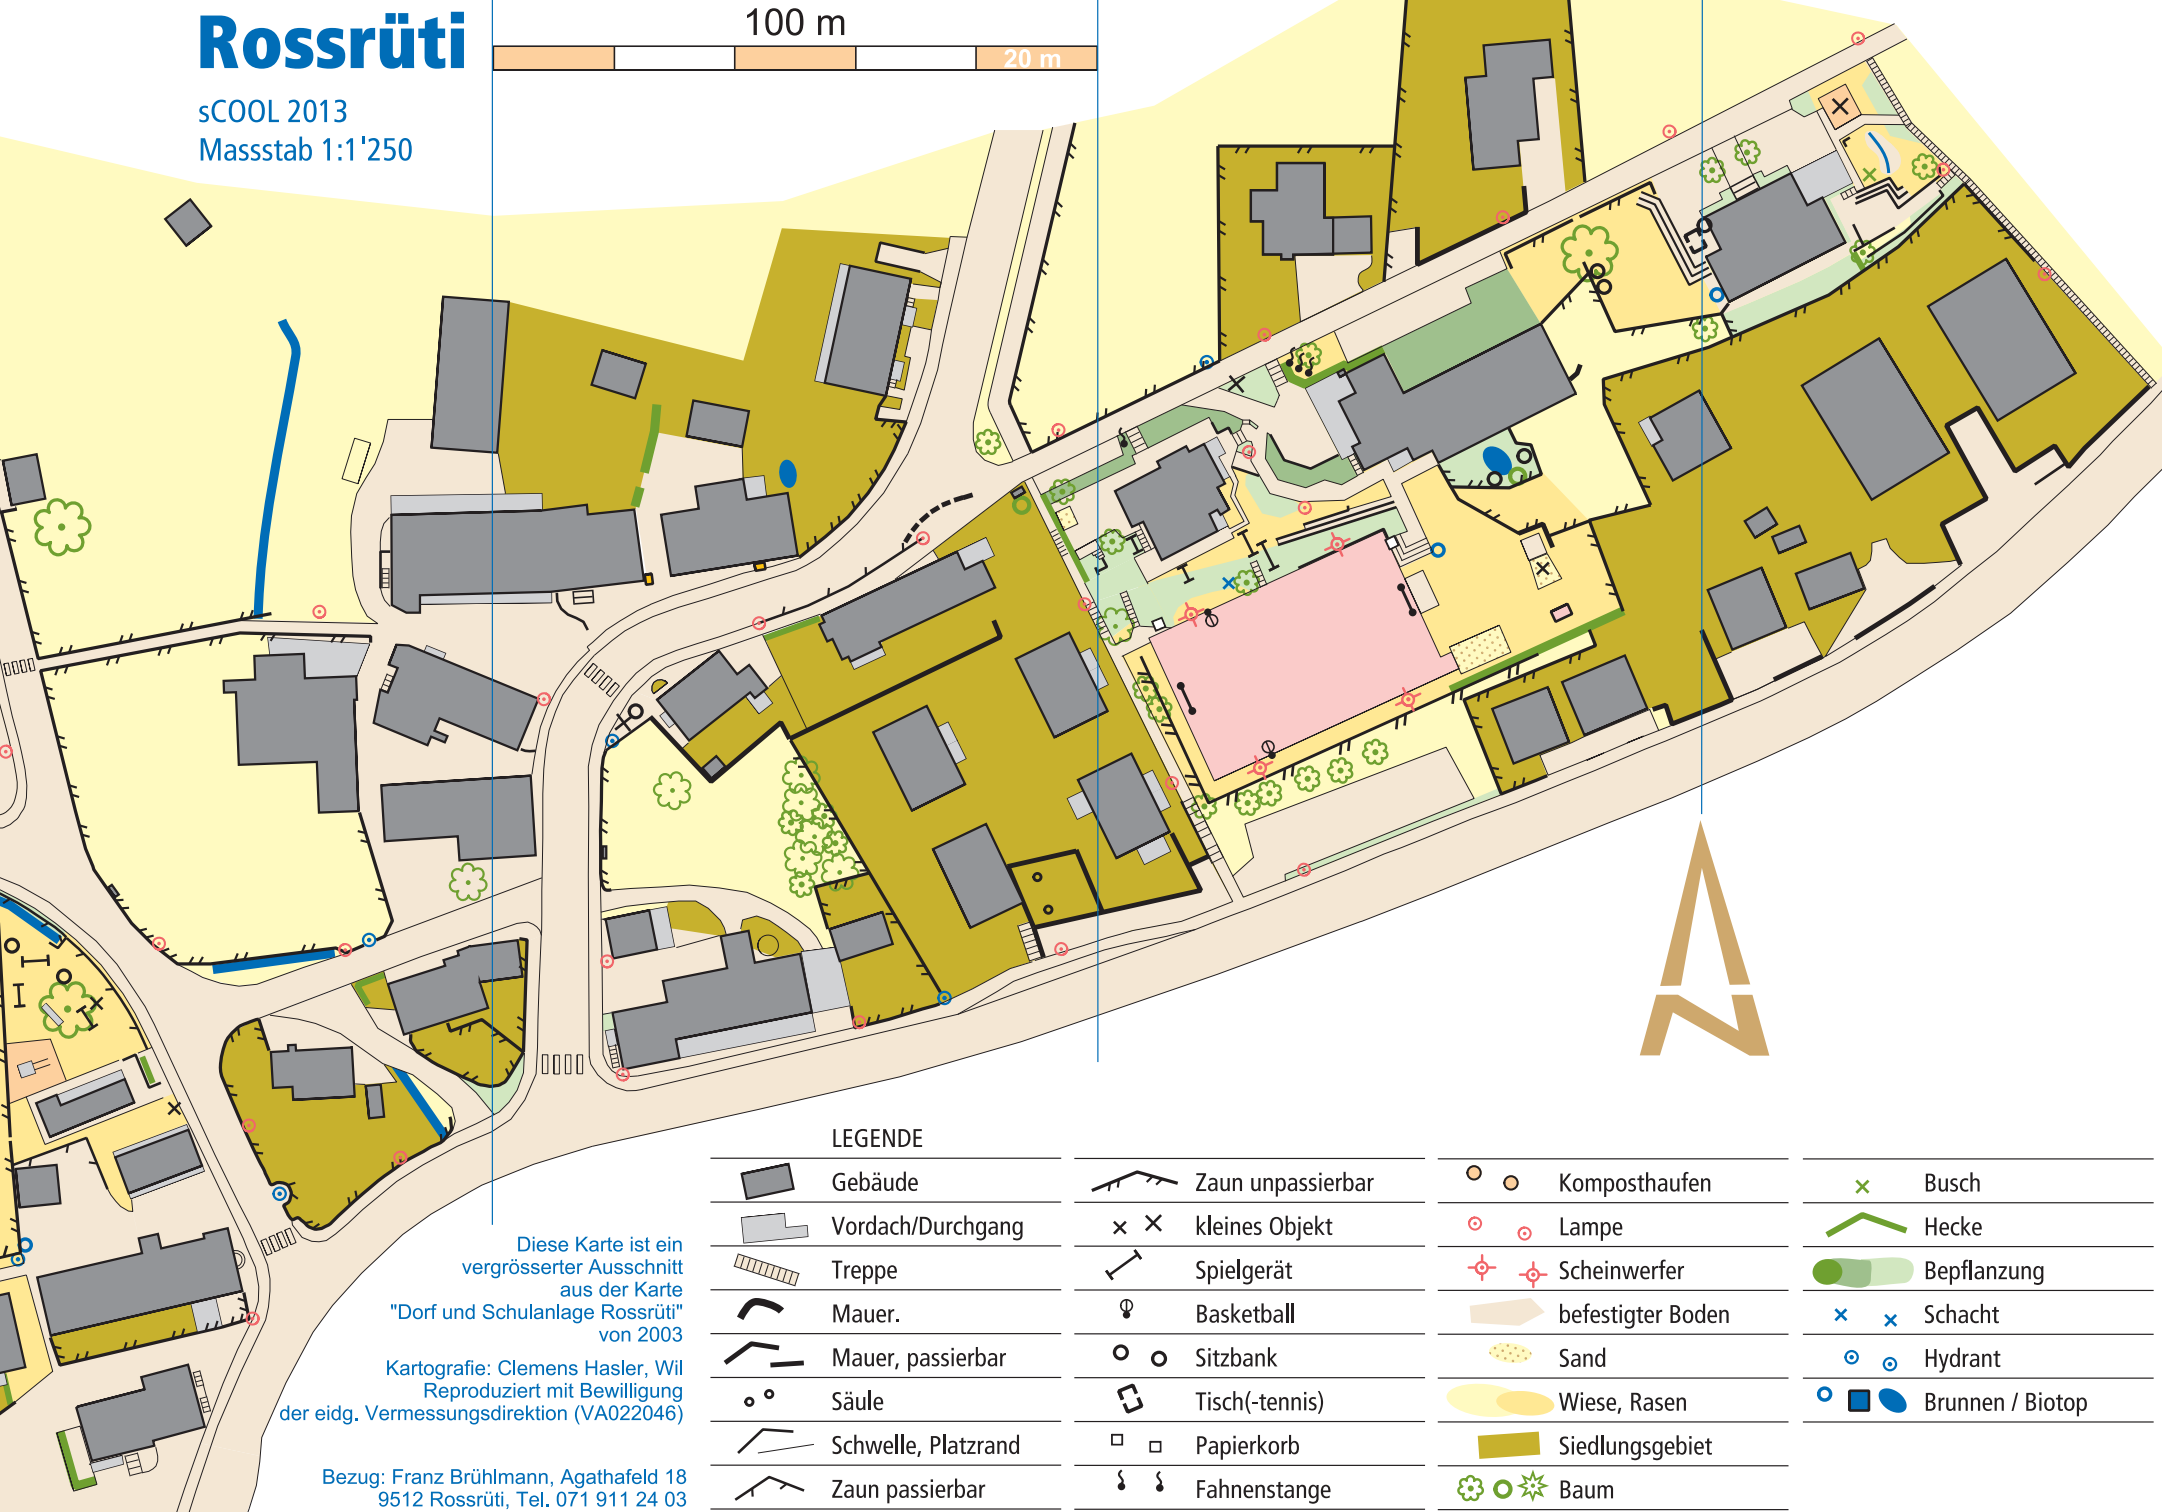 Rossrüti
sCOOL 2013
Massstab 1:1'250
100 m
20 m
Diese Karte ist ein
vergrösserter Ausschnitt
aus der Karte
"Dorf und Schulanlage Rossrüti"
von 2003
Kartografie: Clemens Hasler, Wil
Reproduziert mit Bewilligung
der eidg. Vermessungsdirektion (VA022046)
Bezug: Franz Brühlmann, Agathafeld 18
9512 Rossrüti, Tel. 071 911 24 03
LEGENDE
Gebäude
Vordach/Durchgang
Treppe
Mauer.
Mauer, passierbar
Säule
Schwelle, Platzrand
Zaun passierbar
Zaun unpassierbar
kleines Objekt
Spielgerät
Basketball
Sitzbank
Tisch(-tennis)
Papierkorb
Fahnenstange
Komposthaufen
Lampe
Scheinwerfer
befestigter Boden
Sand
Wiese, Rasen
Siedlungsgebiet
Baum
Busch
Hecke
Bepflanzung
Schacht
Hydrant
Brunnen / Biotop